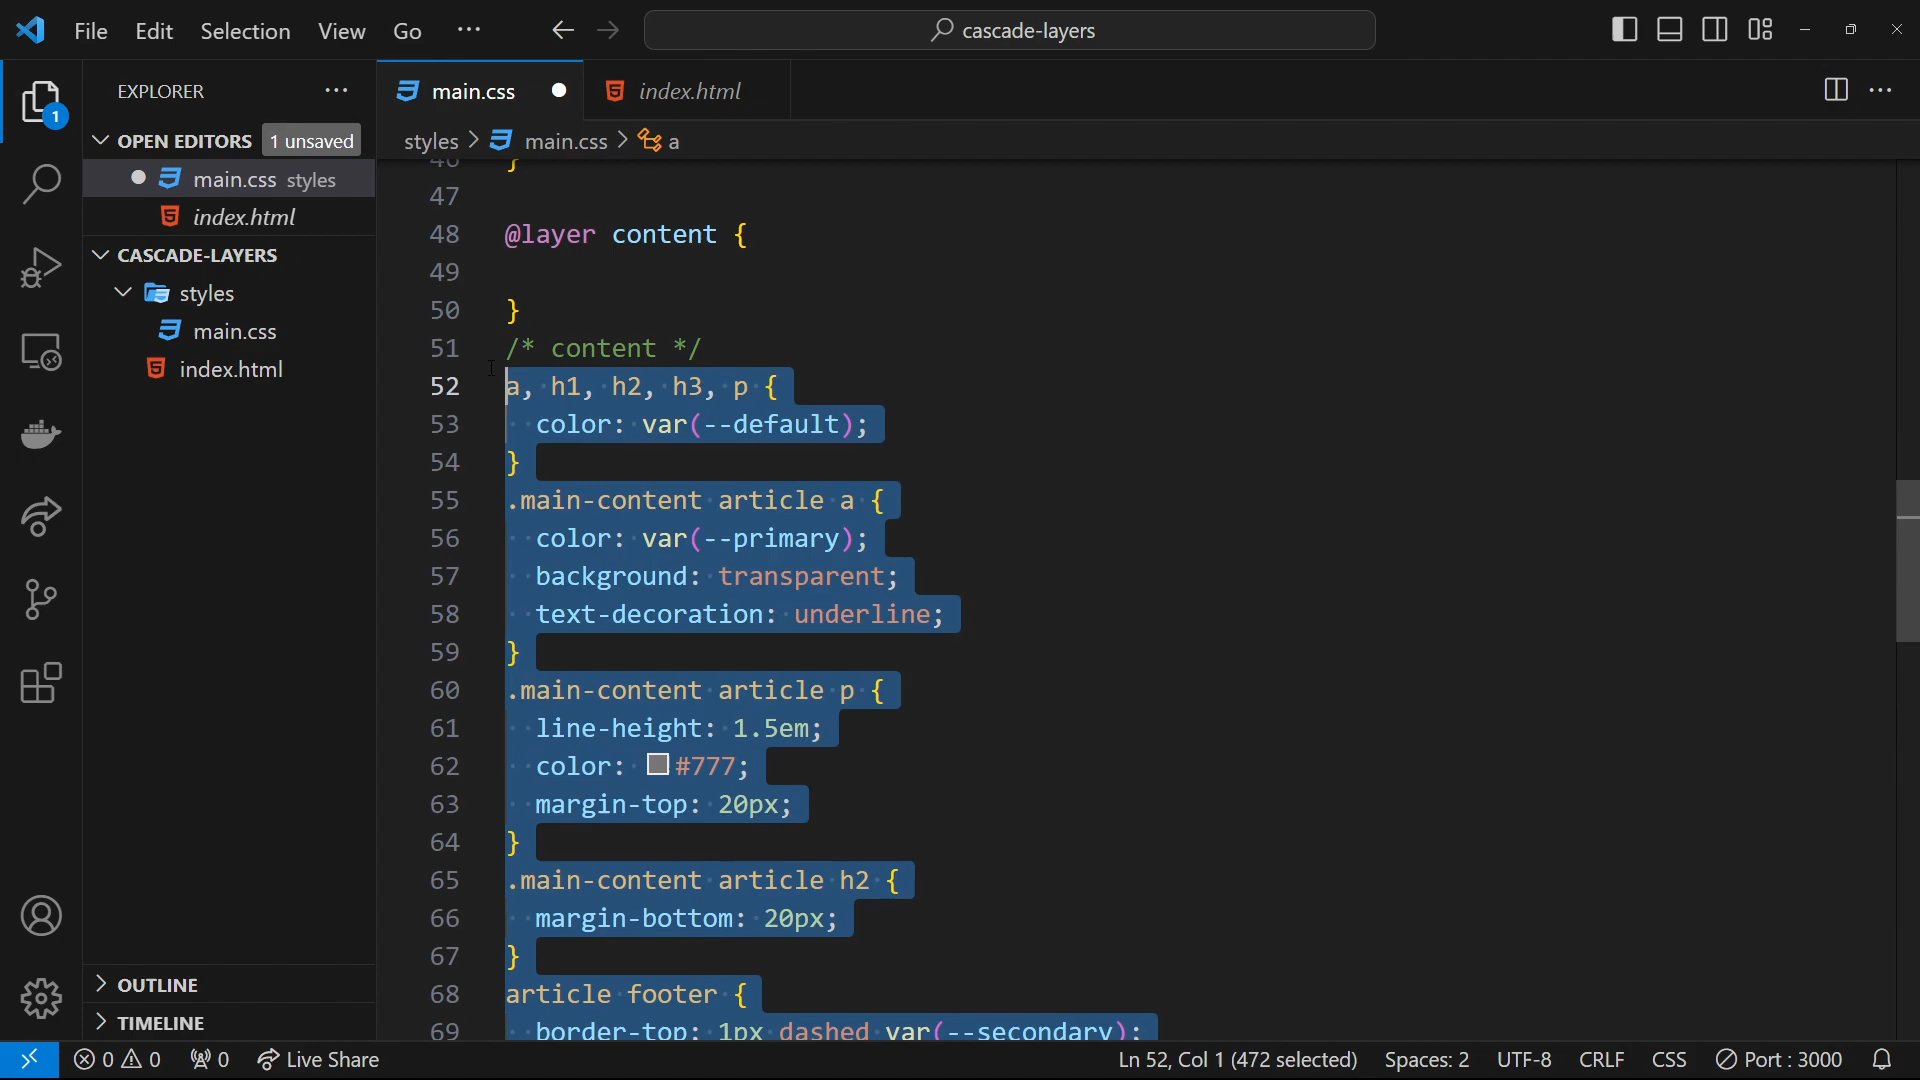 File Edit Selection View Go ··· cascade-layers
EXPLORER ···
OPEN EDITORS 1 unsaved
main.css styles
index.html
CASCADE-LAYERS
styles
main.css
index.html
OUTLINE
TIMELINE
1
main.css index.html
styles > main.css > a
46 }
47
48 @layer content {
49
50 }
51 /* content */
52 a, h1, h2, h3, p {
53 color: var(--default);
54 }
55 .main-content article a {
56 color: var(--primary);
57 background: transparent;
58 text-decoration: underline;
59 }
60 .main-content article p {
61 line-height: 1.5em;
62 color: #777;
63 margin-top: 20px;
64 }
65 .main-content article h2 {
66 margin-bottom: 20px;
67 }
68 article footer {
69 border-top: 1px dashed var(--secondary);
0 0 0 Live Share Ln 52, Col 1 (472 selected) Spaces: 2 UTF-8 CRLF CSS Port : 3000